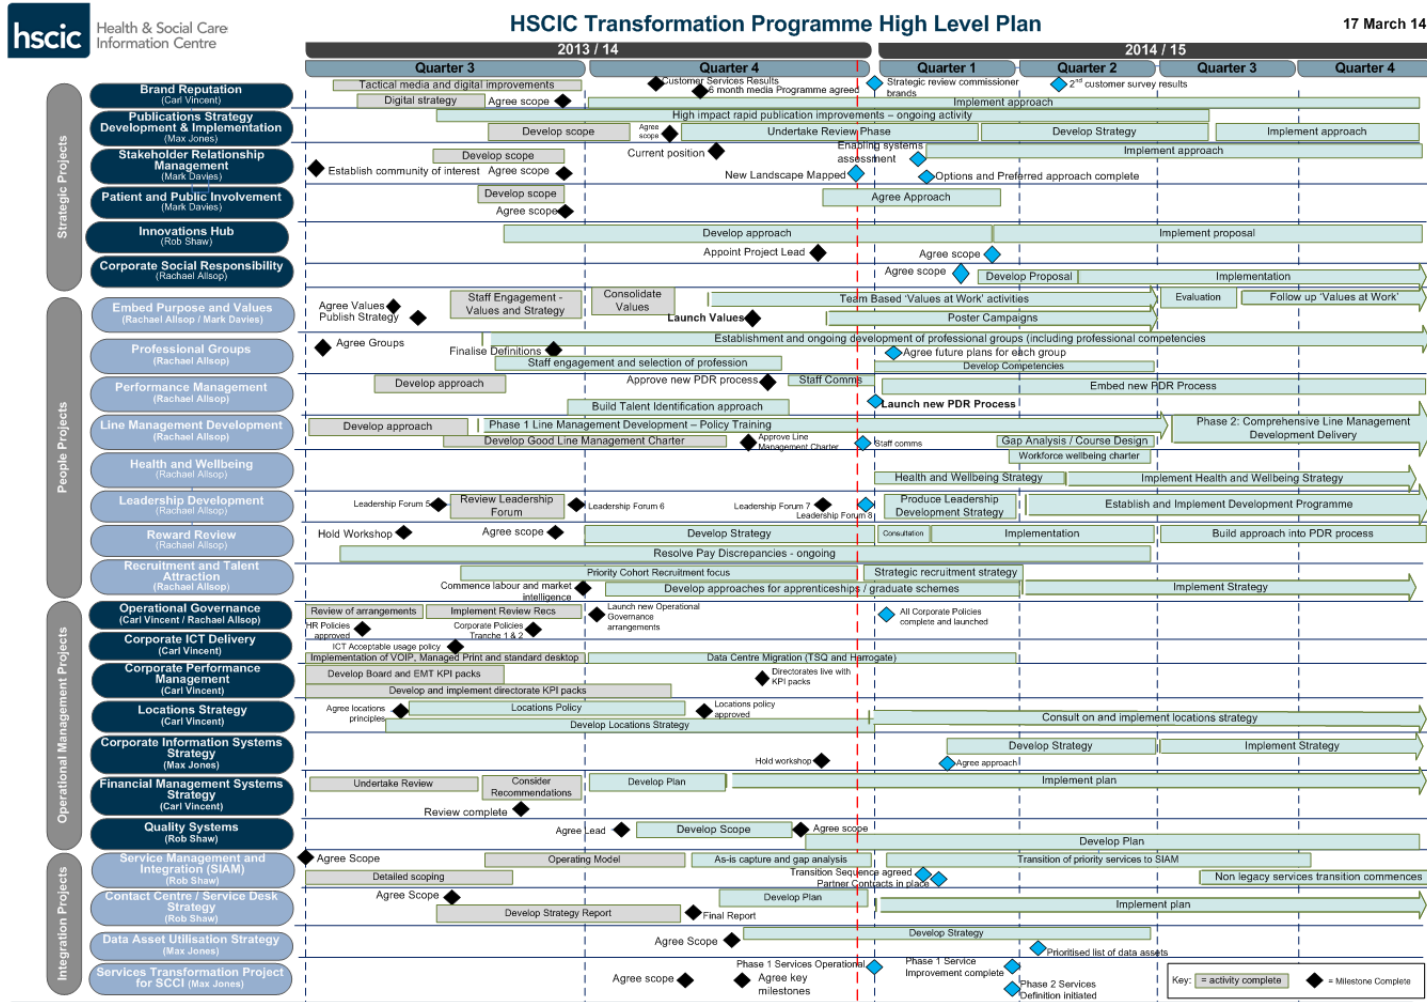 hscic
Health & Social Care
Information Centre
HSCIC Transformation Programme High Level Plan
17 March 14
2013 / 14
2014 / 15
Quarter 3
Quarter 4
Quarter 1
Quarter 2
Quarter 3
Quarter 4
Strategic Projects
Brand Reputation
(Carl Vincent)
Tactical media and digital improvements
Customer Services Results
6 month media Programme agreed
Strategic review commissioner
brands
2nd customer survey results
Digital strategy
Agree scope
Implement approach
Publications Strategy
Development & Implementation
(Max Jones)
High impact rapid publication improvements – ongoing activity
Develop scope
Agree
scope
Undertake Review Phase
Develop Strategy
Implement approach
Stakeholder Relationship
Management
(Mark Davies)
Develop scope
Current position
Enabling systems
assessment
Implement approach
Establish community of interest
Agree scope
New Landscape Mapped
Options and Preferred approach complete
Patient and Public Involvement
(Mark Davies)
Develop scope
Agree scope
Agree Approach
Innovations Hub
(Rob Shaw)
Develop approach
Implement proposal
Appoint Project Lead
Agree scope
Corporate Social Responsibility
(Rachael Allsop)
Agree scope
Develop Proposal
Implementation
People Projects
Embed Purpose and Values
(Rachael Allsop / Mark Davies)
Agree Values
Publish Strategy
Staff Engagement -
Values and Strategy
Consolidate
Values
Team Based 'Values at Work' activities
Evaluation
Follow up 'Values at Work'
Launch Values
Poster Campaigns
Professional Groups
(Rachael Allsop)
Agree Groups
Finalise Definitions
Establishment and ongoing development of professional groups (including professional competencies
Agree future plans for each group
Staff engagement and selection of profession
Develop Competencies
Performance Management
(Rachael Allsop)
Develop approach
Approve new PDR process
Staff Comms
Embed new PDR Process
Build Talent Identification approach
Launch new PDR Process
Line Management Development
(Rachael Allsop)
Develop approach
Phase 1 Line Management Development – Policy Training
Phase 2: Comprehensive Line Management
Development Delivery
Develop Good Line Management Charter
Approve Line
Management Charter
Staff comms
Gap Analysis / Course Design
Health and Wellbeing
(Rachael Allsop)
Workforce wellbeing charter
Health and Wellbeing Strategy
Implement Health and Wellbeing Strategy
Leadership Development
(Rachael Allsop)
Leadership Forum 5
Review Leadership
Forum
Leadership Forum 6
Leadership Forum 7
Leadership Forum 8
Produce Leadership
Development Strategy
Establish and Implement Development Programme
Reward Review
(Rachael Allsop)
Hold Workshop
Agree scope
Develop Strategy
Consultation
Implementation
Build approach into PDR process
Resolve Pay Discrepancies - ongoing
Recruitment and Talent
Attraction
(Rachael Allsop)
Priority Cohort Recruitment focus
Strategic recruitment strategy
Commence labour and market
intelligence
Develop approaches for apprenticeships / graduate schemes
Implement Strategy
Operational Management Projects
Operational Governance
(Carl Vincent / Rachael Allsop)
Review of arrangements
Implement Review Recs
Launch new Operational
Governance
arrangements
All Corporate Policies
complete and launched
HR Policies
approved
Corporate Policies
Tranche 1 & 2
Corporate ICT Delivery
(Carl Vincent)
ICT Acceptable usage policy
Implementation of VOIP, Managed Print and standard desktop
Data Centre Migration (TSQ and Harrogate)
Corporate Performance
Management
(Carl Vincent)
Develop Board and EMT KPI packs
Directorates live with
KPI packs
Develop and implement directorate KPI packs
Locations Strategy
(Carl Vincent)
Agree locations
principles
Locations Policy
Locations policy
approved
Develop Locations Strategy
Consult on and implement locations strategy
Corporate Information Systems
Strategy
(Max Jones)
Hold workshop
Develop Strategy
Implement Strategy
Agree approach
Financial Management Systems
Strategy
(Carl Vincent)
Undertake Review
Consider
Recommendations
Develop Plan
Implement plan
Review complete
Quality Systems
(Rob Shaw)
Agree Lead
Develop Scope
Agree scope
Develop Plan
Integration Projects
Service Management and
Integration (SIAM)
(Rob Shaw)
Agree Scope
Operating Model
As-is capture and gap analysis
Transition of priority services to SIAM
Detailed scoping
Transition Sequence agreed
Partner Contracts in place
Non legacy services transition commences
Contact Centre / Service Desk
Strategy
(Rob Shaw)
Agree Scope
Develop Plan
Implement plan
Develop Strategy Report
Final Report
Data Asset Utilisation Strategy
(Max Jones)
Agree Scope
Develop Strategy
Prioritised list of data assets
Services Transformation Project
for SCCI (Max Jones)
Agree scope
Agree key
milestones
Phase 1 Services Operational
Phase 1 Service
Improvement complete
Phase 2 Services
Definition initiated
Key:
= activity complete
= Milestone Complete